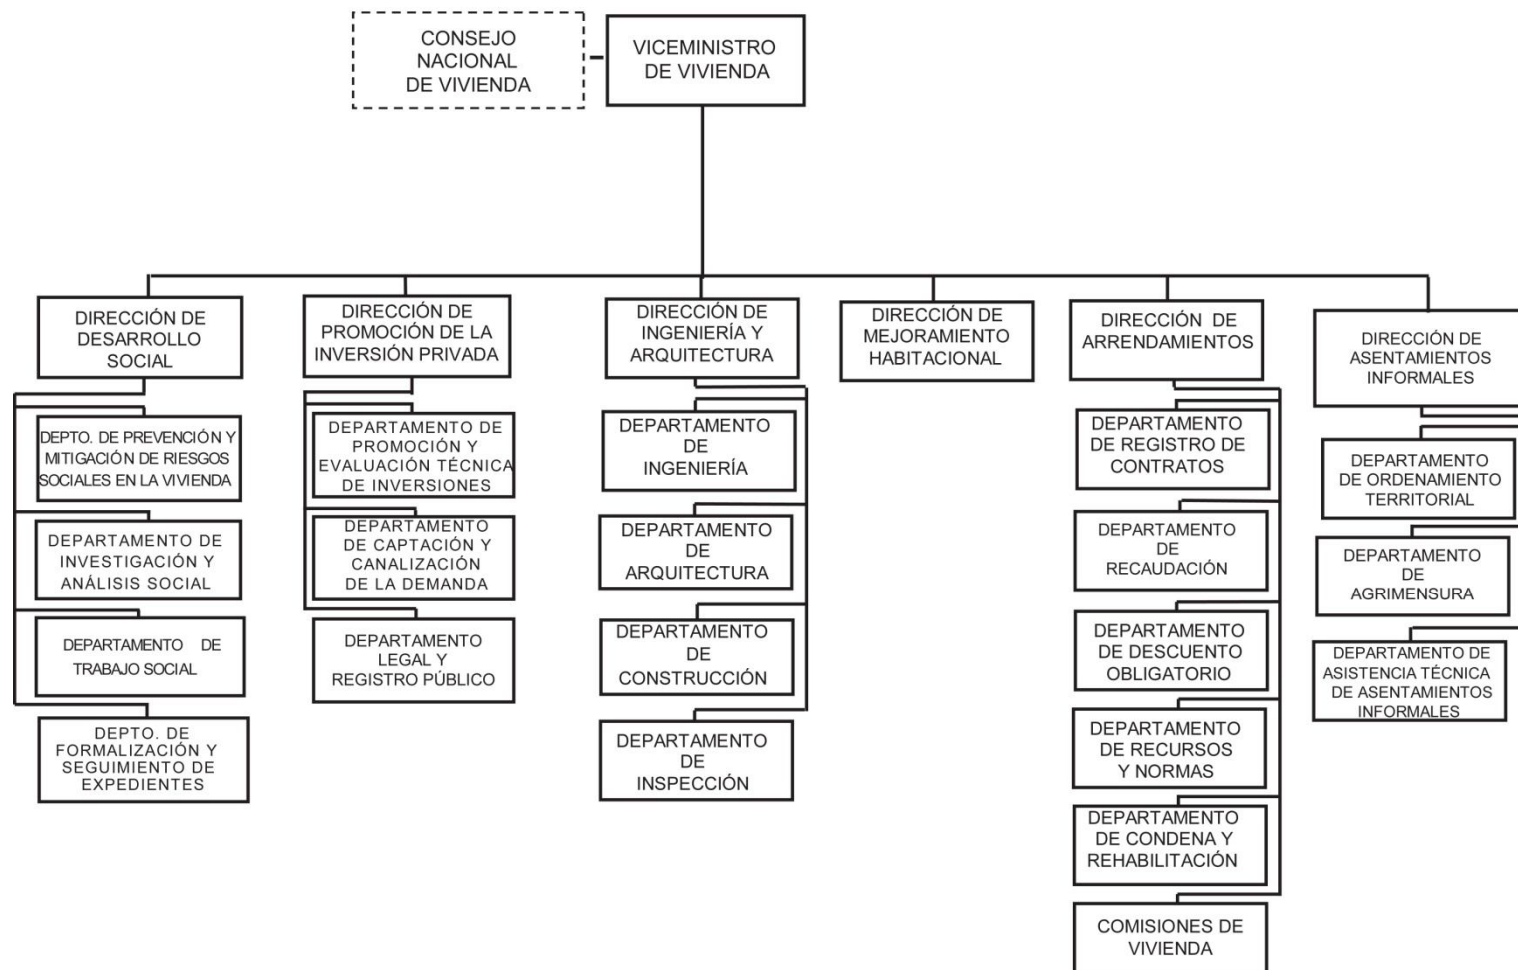 CONSEJO
NACIONAL
DE VIVIENDA
VICEMINISTRO
DE VIVIENDA
DIRECCIÓN DE
DESARROLLO
SOCIAL
DEPTO. DE PREVENCIÓN Y
MITIGACIÓN DE RIESGOS
SOCIALES EN LA VIVIENDA
DEPARTAMENTO DE
INVESTIGACIÓN Y
ANÁLISIS SOCIAL
DEPARTAMENTO DE
TRABAJO SOCIAL
DEPTO. DE
FORMALIZACIÓN Y
SEGUIMIENTO DE
EXPEDIENTES
DIRECCIÓN DE
PROMOCIÓN DE LA
INVERSIÓN PRIVADA
DEPARTAMENTO DE
PROMOCIÓN Y
EVALUACIÓN TÉCNICA
DE INVERSIONES
DEPARTAMENTO
DE CAPTACIÓN Y
CANALIZACIÓN
DE LA DEMANDA
DEPARTAMENTO
LEGAL Y
REGISTRO PÚBLICO
DIRECCIÓN DE
INGENIERÍA Y
ARQUITECTURA
DEPARTAMENTO
DE
INGENIERÍA
DEPARTAMENTO
DE
ARQUITECTURA
DEPARTAMENTO
DE
CONSTRUCCIÓN
DEPARTAMENTO
DE
INSPECCIÓN
DIRECCIÓN DE
MEJORAMIENTO
HABITACIONAL
DIRECCIÓN DE
ARRENDAMIENTOS
DEPARTAMENTO
DE REGISTRO DE
CONTRATOS
DEPARTAMENTO
DE
RECAUDACIÓN
DEPARTAMENTO
DE DESCUENTO
OBLIGATORIO
DEPARTAMENTO
DE RECURSOS
Y NORMAS
DEPARTAMENTO
DE CONDENA Y
REHABILITACIÓN
COMISIONES DE
VIVIENDA
DIRECCIÓN DE
ASENTAMIENTOS
INFORMALES
DEPARTAMENTO
DE ORDENAMIENTO
TERRITORIAL
DEPARTAMENTO
DE
AGRIMENSURA
DEPARTAMENTO DE
ASISTENCIA TÉCNICA
DE ASENTAMIENTOS
INFORMALES